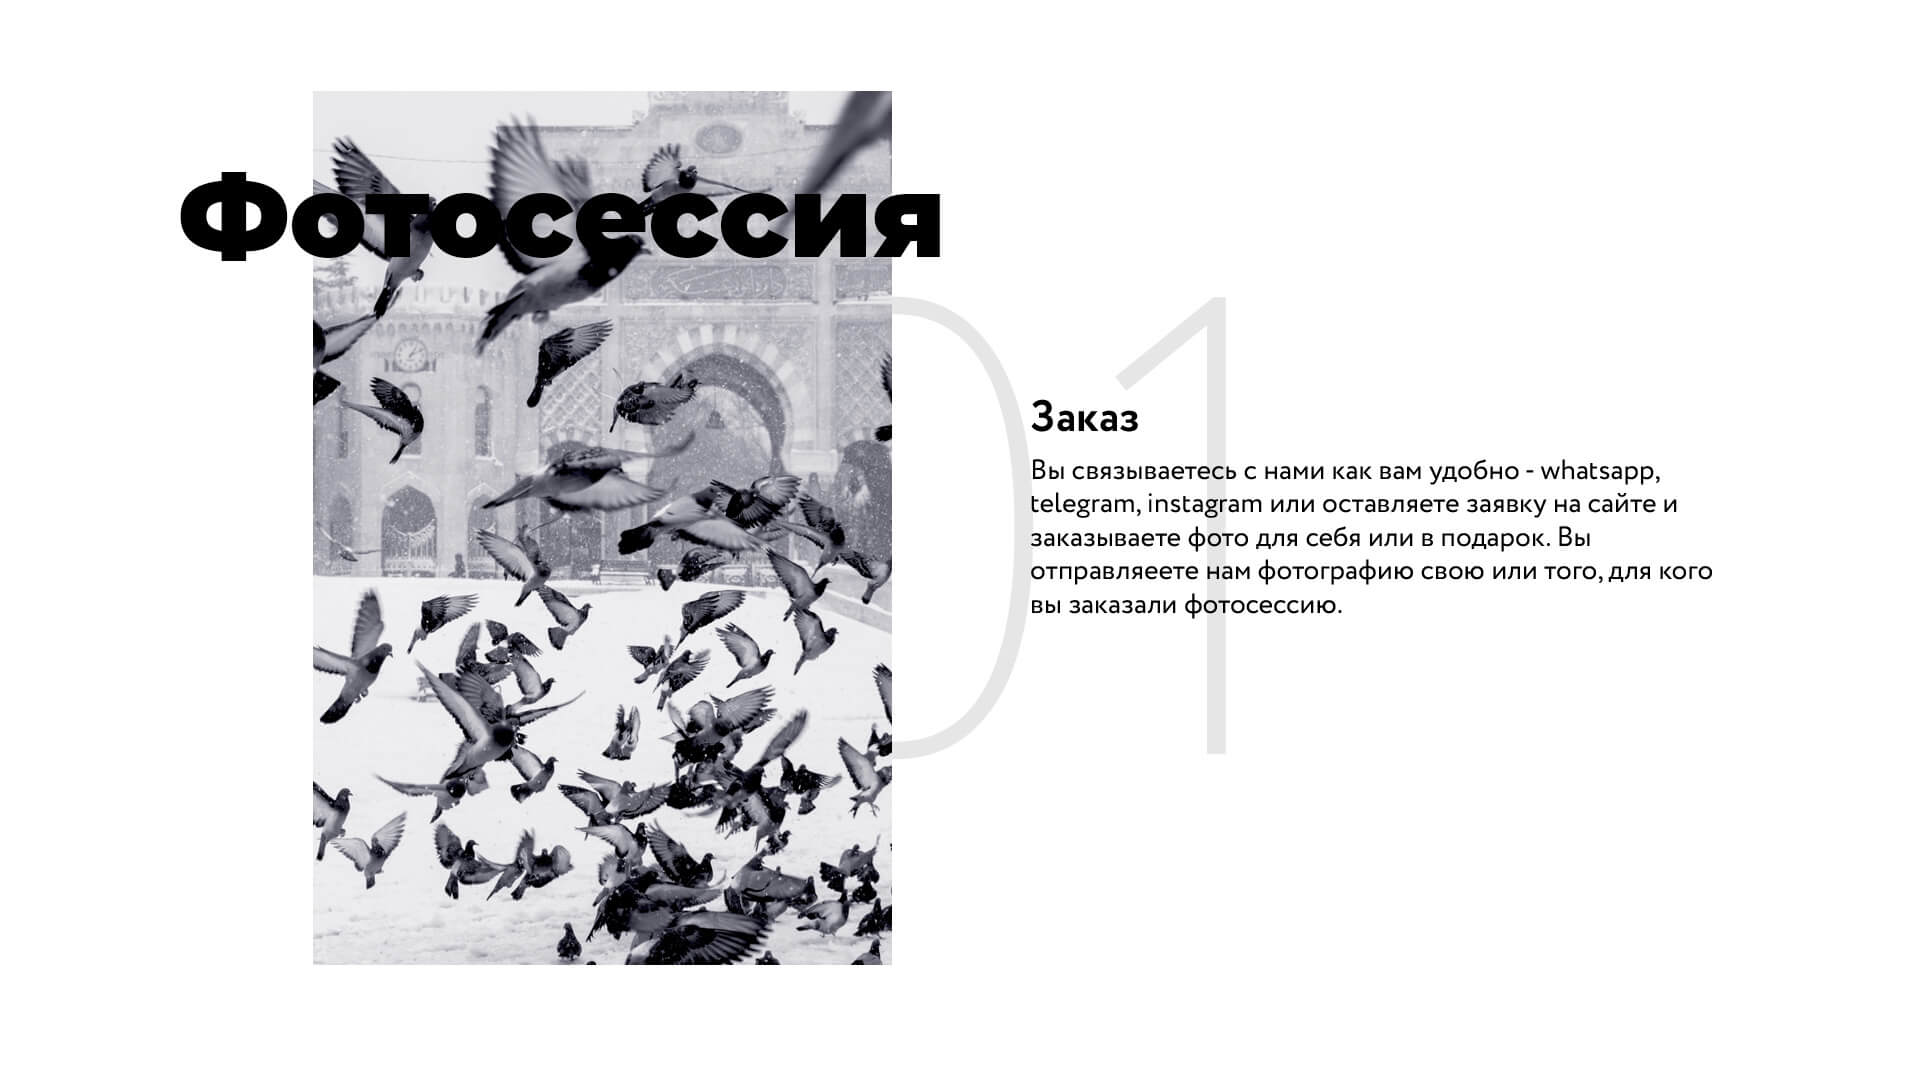 Фотосессия
01
Заказ
Вы связываетесь с нами как вам удобно - whatsapp,
telegram, instagram или оставляете заявку на сайте и
заказываете фото для себя или в подарок. Вы
отправляеете нам фотографию свою или того, для кого
вы заказали фотосессию.